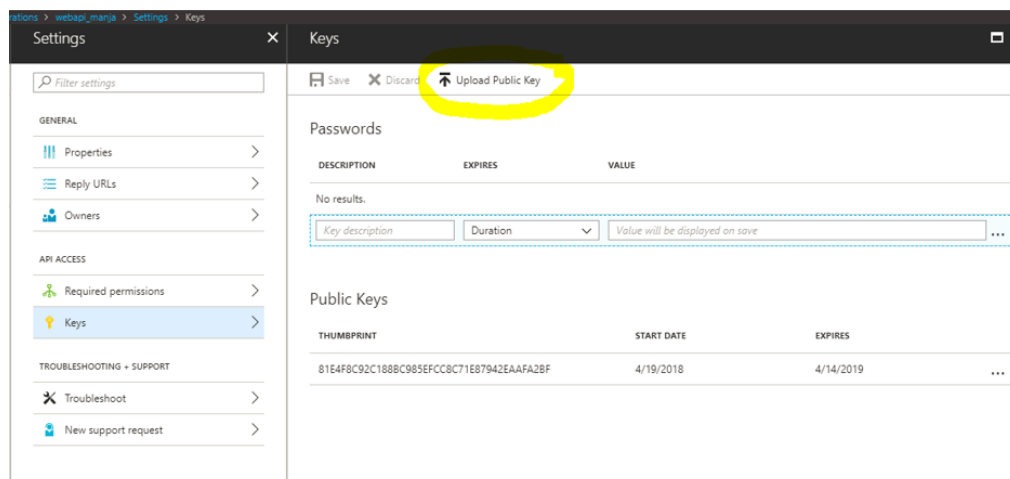 rations > webapi_manja > Settings > Keys
Settings
Filter settings
GENERAL
Properties
Reply URLs
Owners
API ACCESS
Required permissions
Keys
TROUBLESHOOTING + SUPPORT
Troubleshoot
New support request
Keys
Save Discard Upload Public Key
Passwords
DESCRIPTION EXPIRES VALUE
No results.
Key description Duration Value will be displayed on save
Public Keys
THUMBPRINT START DATE EXPIRES
81E4F8C92C188BC985EFCC8C71E87942EAAFA2BF 4/19/2018 4/14/2019